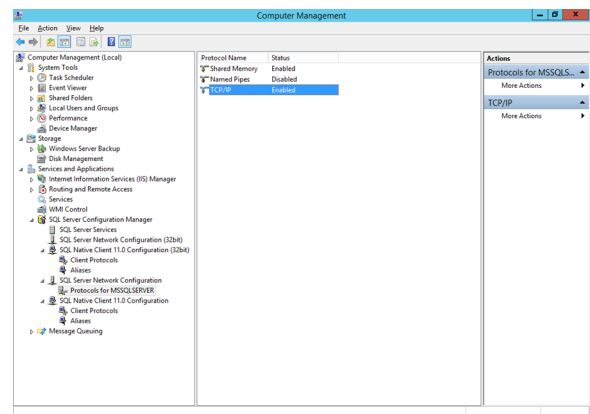 Computer Management
File Action View Help
Computer Management (Local)
System Tools
Task Scheduler
Event Viewer
Shared Folders
Local Users and Groups
Performance
Device Manager
Storage
Windows Server Backup
Disk Management
Services and Applications
Internet Information Services (IIS) Manager
Routing and Remote Access
Services
WMI Control
SQL Server Configuration Manager
SQL Server Services
SQL Server Network Configuration (32bit)
SQL Native Client 11.0 Configuration (32bit)
Client Protocols
Aliases
SQL Server Network Configuration
Protocols for MSSQLSERVER
SQL Native Client 11.0 Configuration
Client Protocols
Aliases
Message Queuing
Protocol Name Status
Shared Memory Enabled
Named Pipes Disabled
TCP/IP Enabled
Actions
Protocols for MSSQLS...
More Actions
TCP/IP
More Actions